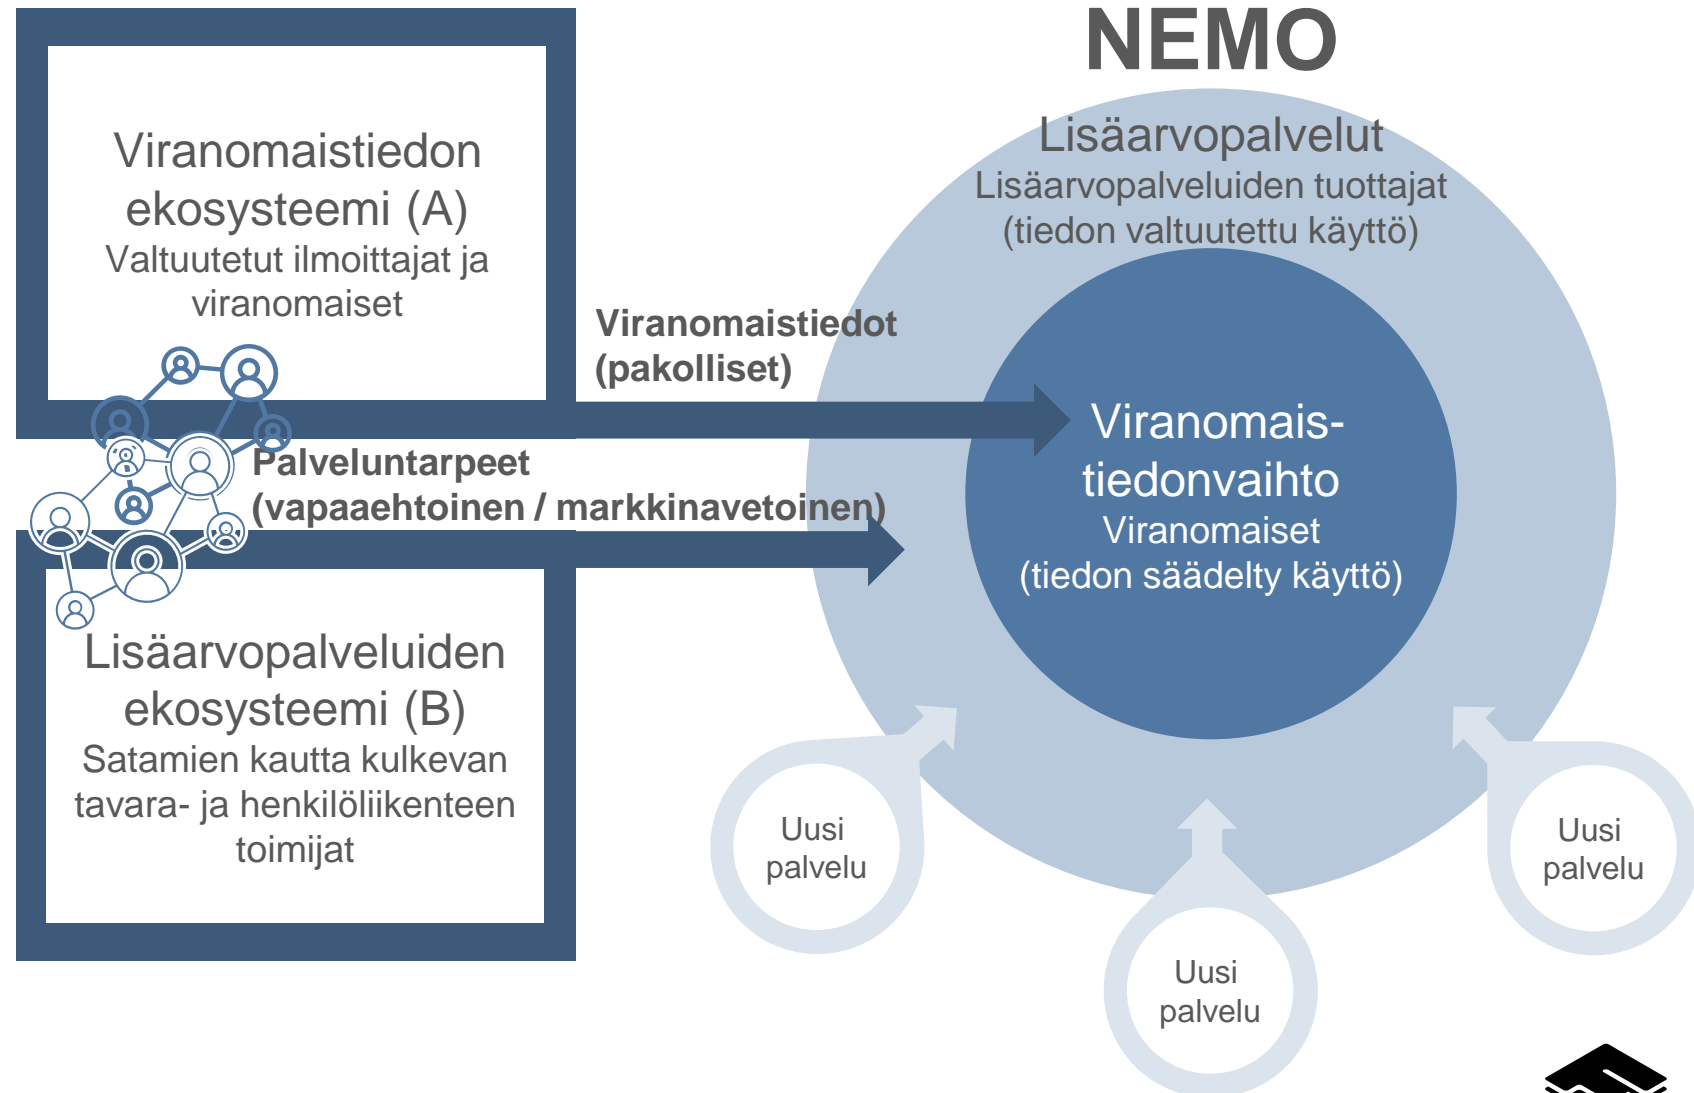 NEMO
Viranomaistiedon
ekosysteemi (A)
Valtuutetut ilmoittajat ja
viranomaiset
Viranomaistiedot
(pakolliset)
Palveluntarpeet
(vapaaehtoinen / markkinavetoinen)
Lisäarvopalveluiden
ekosysteemi (B)
Satamien kautta kulkevan
tavara- ja henkilöliikenteen
toimijat
Lisäarvopalvelut
Lisäarvopalveluiden tuottajat
(tiedon valtuutettu käyttö)
Viranomais-
tiedonvaihto
Viranomaiset
(tiedon säädelty käyttö)
Uusi
palvelu
Uusi
palvelu
Uusi
palvelu